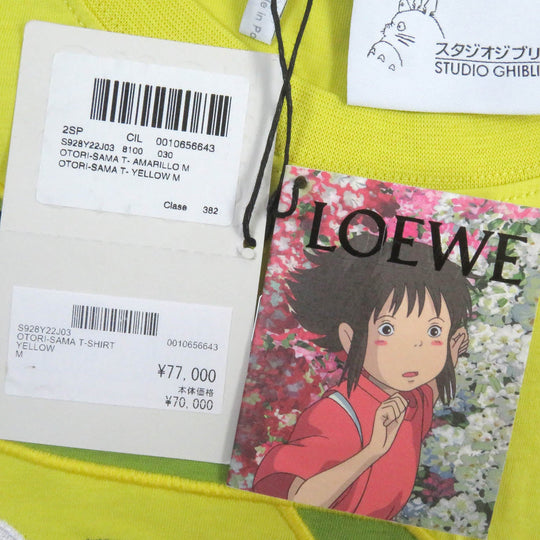 スタジオジブリ
STUDIO GHIBLI
2SP CIL 0010656643
S928Y22J03 8100 030
OTORI-SAMA T- AMARILLO M
OTORI-SAMA T- YELLOW M
Clase 382
LOEWE
S928Y22J03 0010656643
OTORI-SAMA T-SHIRT
YELLOW
M
¥77,000
本体価格
¥70,000